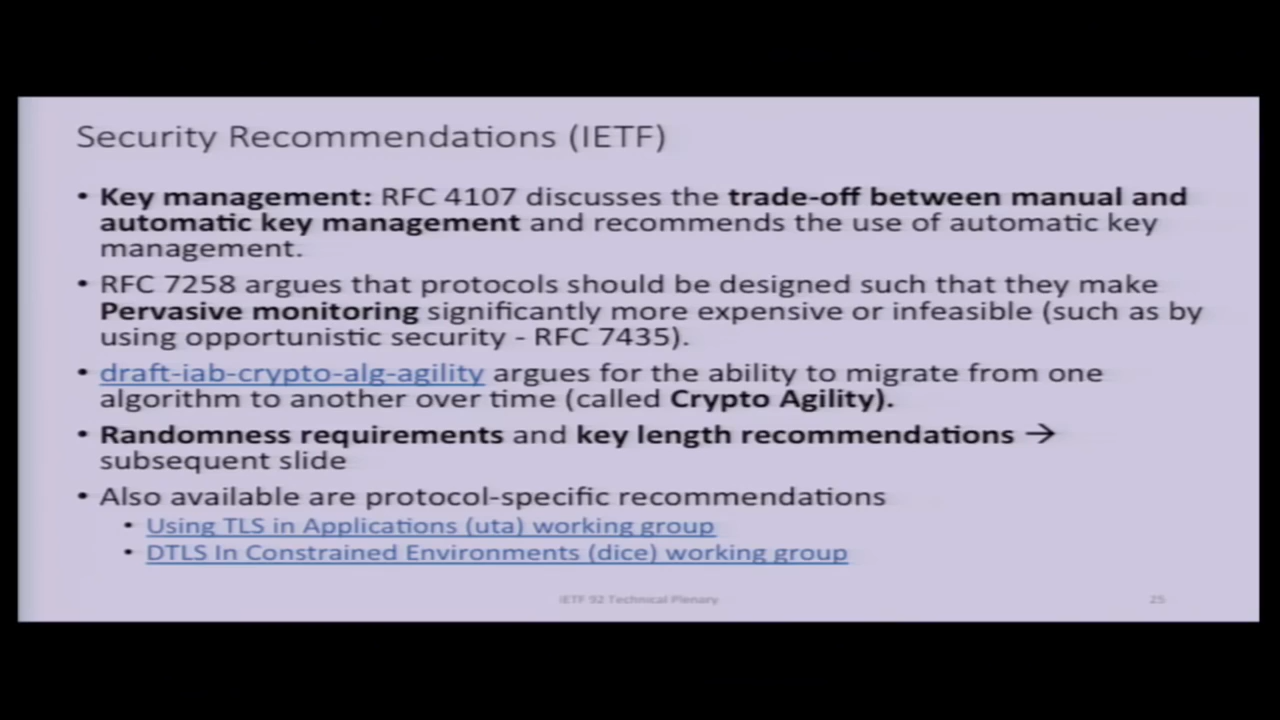 Security Recommendations (IETF)
• Key management: RFC 4107 discusses the trade-off between manual and
automatic key management and recommends the use of automatic key
management.
• RFC 7258 argues that protocols should be designed such that they make
Pervasive monitoring significantly more expensive or infeasible (such as by
using opportunistic security - RFC 7435).
• draft-iab-crypto-alg-agility argues for the ability to migrate from one
algorithm to another over time (called Crypto Agility).
• Randomness requirements and key length recommendations →
subsequent slide
• Also available are protocol-specific recommendations
• Using TLS in Applications (uta) working group
• DTLS In Constrained Environments (dice) working group
IETF 92 Technical Plenary
25